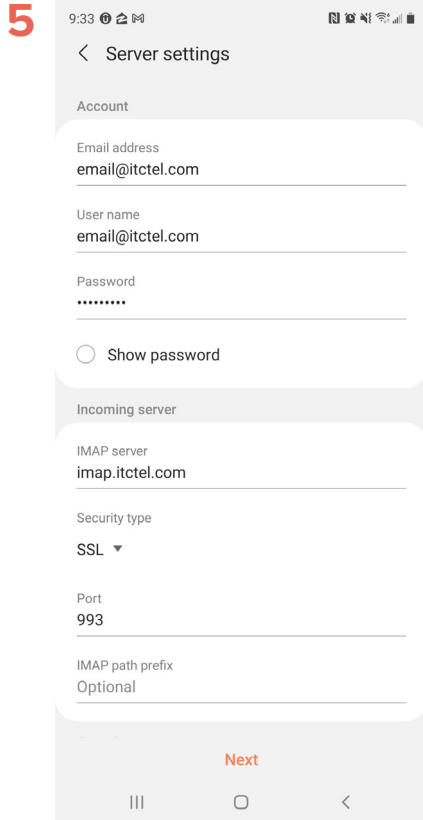 5
9:33
Server settings
Account
Email address
email@itctel.com
User name
email@itctel.com
Password
•••••••••
Show password
Incoming server
IMAP server
imap.itctel.com
Security type
SSL
Port
993
IMAP path prefix
Optional
Next